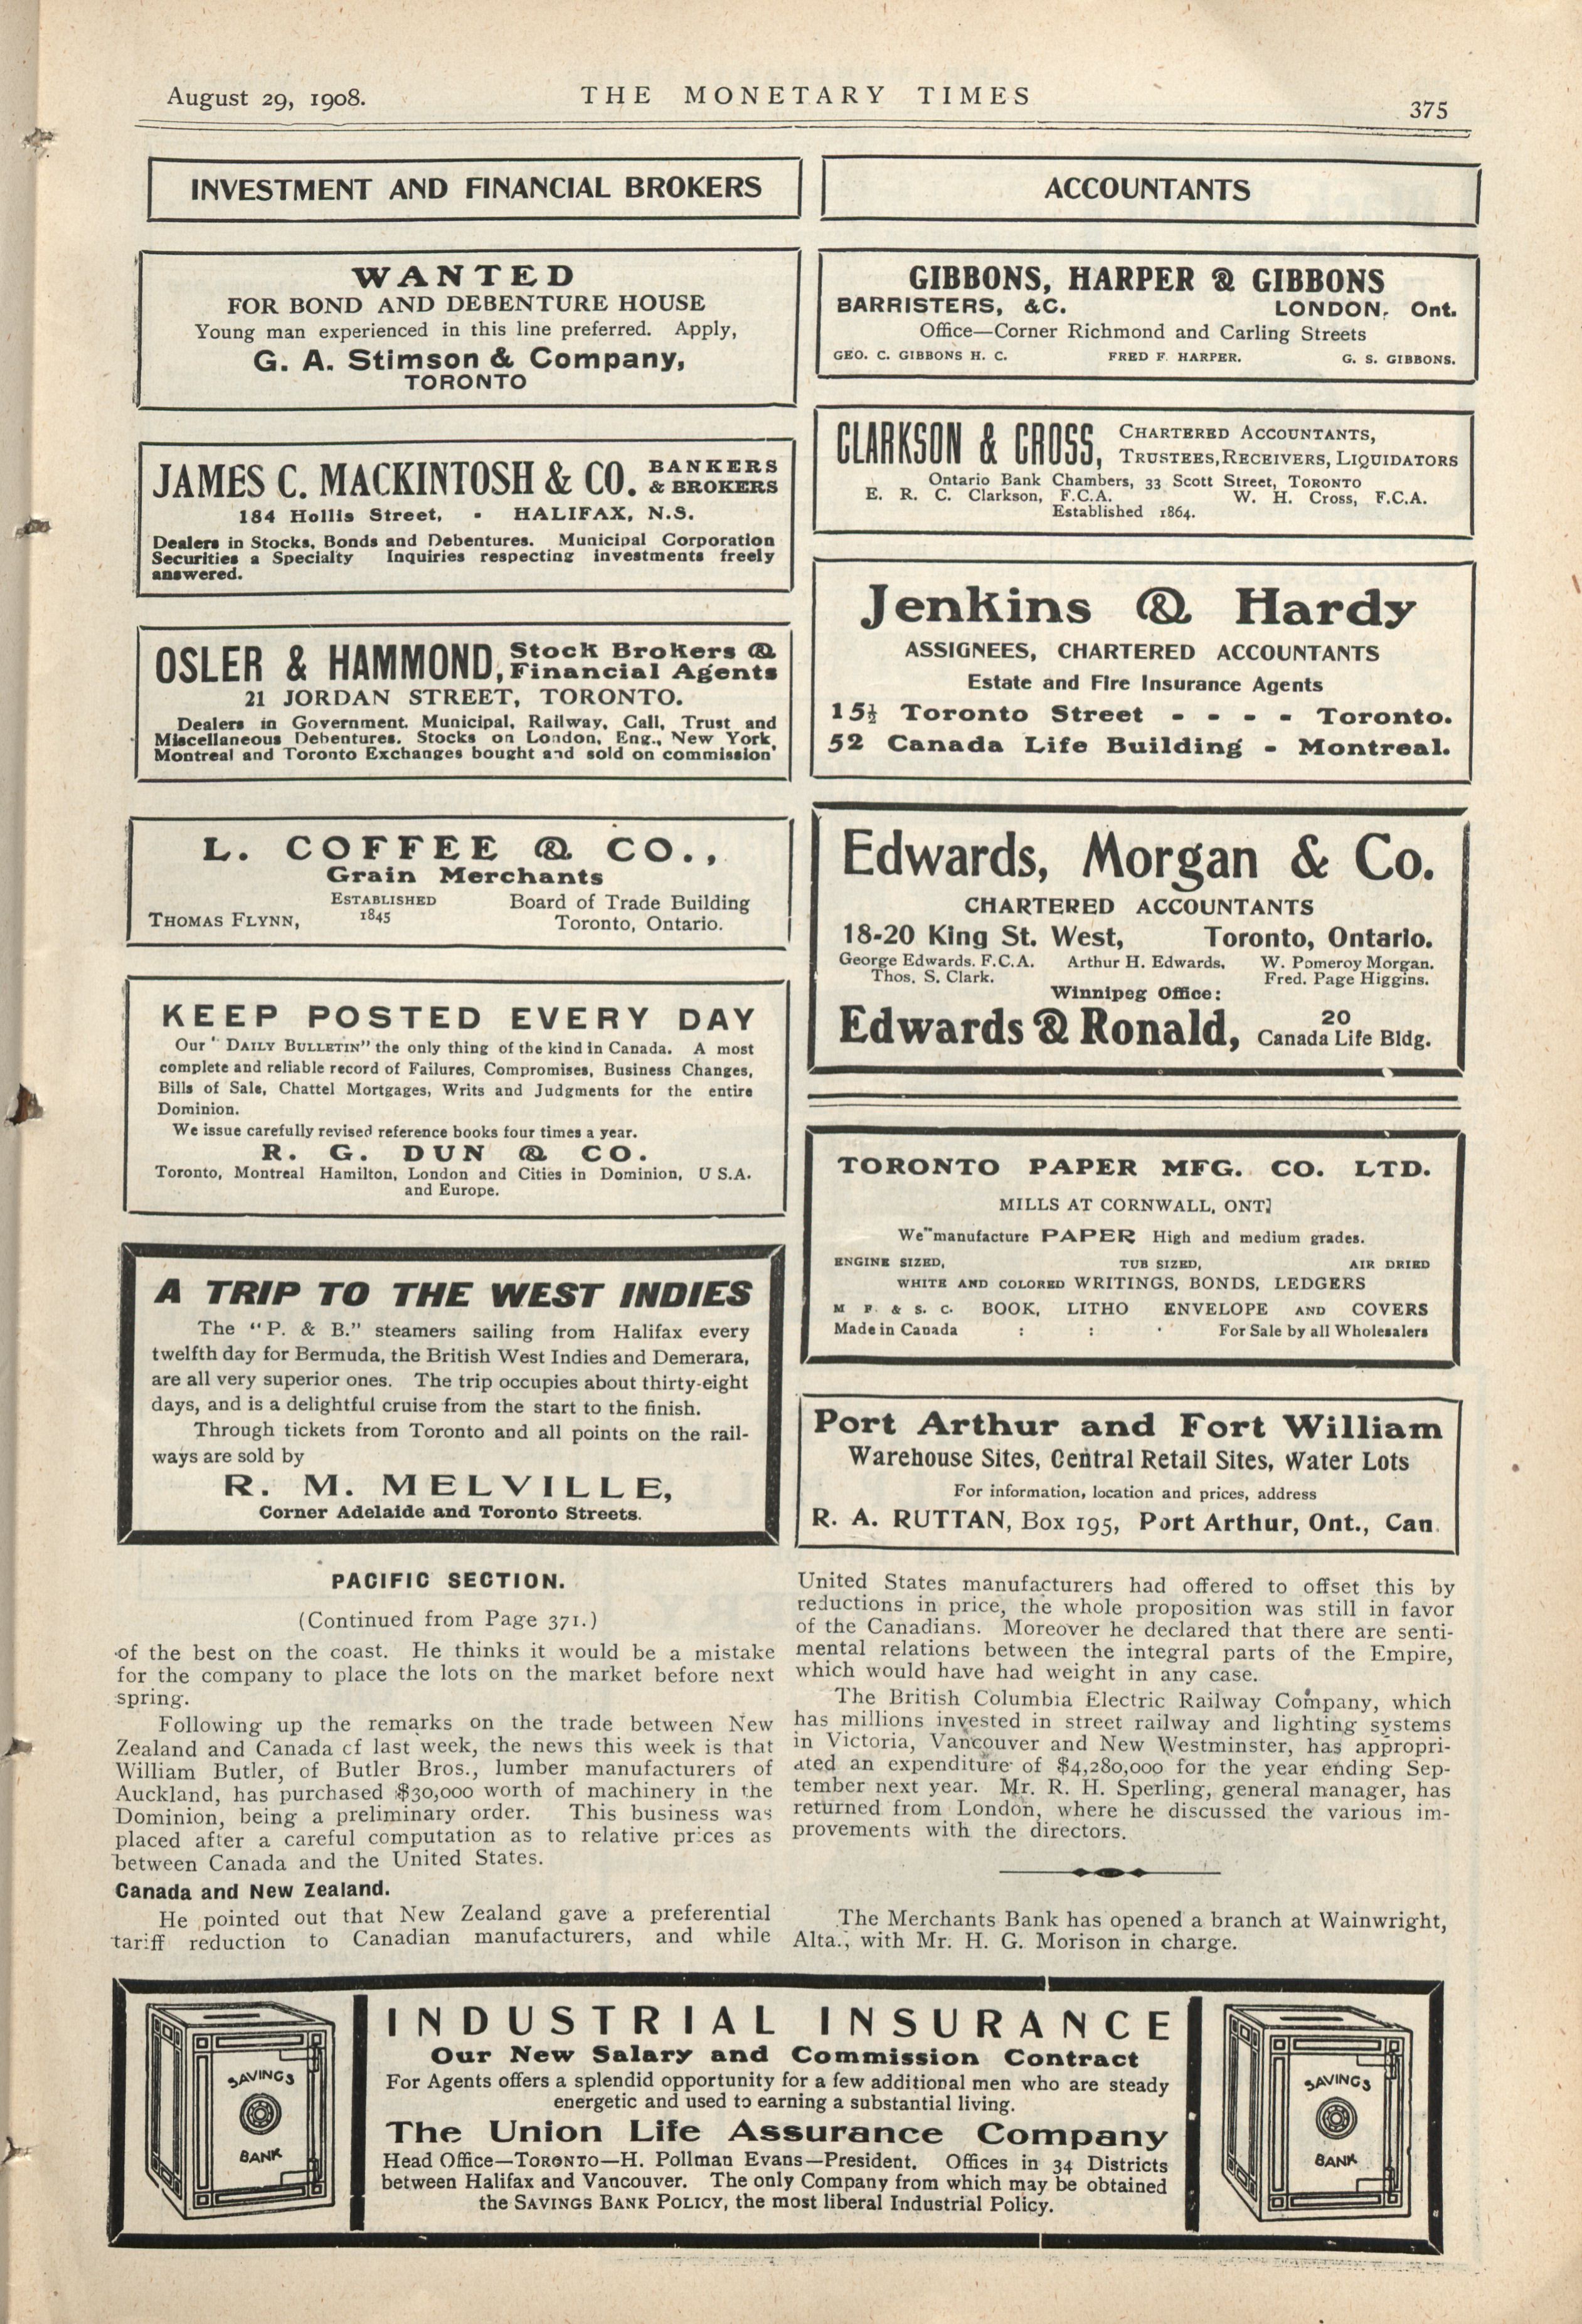 August 29, 1908.
THE MONETARY TIMES
375
INVESTMENT AND FINANCIAL BROKERS
WANTED
FOR BOND AND DEBENTURE HOUSE
Young man experienced in this line preferred. Apply,
G. A. Stimson & Company,
TORONTO
JAMES C. MACKINTOSH & CO. BANKERS
& BROKERS
184 Hollis Street, - HALIFAX, N.S.
Dealers in Stocks, Bonds and Debentures. Municipal Corporation
Securities a Specialty Inquiries respecting investments freely
answered.
OSLER & HAMMOND, Stock Brokers &
Financial Agents
21 JORDAN STREET, TORONTO.
Dealers in Government. Municipal, Railway, Call, Trust and
Miscellaneous Debentures. Stocks on London, Eng., New York,
Montreal and Toronto Exchanges bought and sold on commission
L. COFFEE & CO.,
Grain Merchants
ESTABLISHED
1845
Board of Trade Building
THOMAS FLYNN,
Toronto, Ontario.
KEEP POSTED EVERY DAY
Our "DAILY BULLETIN" the only thing of the kind in Canada. A most
complete and reliable record of Failures, Compromises, Business Changes,
Bills of Sale, Chattel Mortgages, Writs and Judgments for the entire
Dominion.
We issue carefully revised reference books four times a year.
R. G. DUN & CO.
Toronto, Montreal Hamilton, London and Cities in Dominion, U S.A.
and Europe.
A TRIP TO THE WEST INDIES
The "P. & B." steamers sailing from Halifax every
twelfth day for Bermuda, the British West Indies and Demerara,
are all very superior ones. The trip occupies about thirty-eight
days, and is a delightful cruise from the start to the finish.
Through tickets from Toronto and all points on the rail-
ways are sold by
R. M. MELVILLE,
Corner Adelaide and Toronto Streets.
ACCOUNTANTS
GIBBONS, HARPER & GIBBONS
BARRISTERS, &C. LONDON, Ont.
Office—Corner Richmond and Carling Streets
GEO. C. GIBBONS H. C. FRED F. HARPER. G. S. GIBBONS.
CLARKSON & CROSS, CHARTERED ACCOUNTANTS,
TRUSTEES, RECEIVERS, LIQUIDATORS
Ontario Bank Chambers, 33 Scott Street, TORONTO
E. R. C. Clarkson, F.C.A. W. H. Cross, F.C.A.
Established 1864.
Jenkins & Hardy
ASSIGNEES, CHARTERED ACCOUNTANTS
Estate and Fire Insurance Agents
15½ Toronto Street - - - - Toronto.
52 Canada Life Building - Montreal.
Edwards, Morgan & Co.
CHARTERED ACCOUNTANTS
18-20 King St. West, Toronto, Ontario.
George Edwards. F.C.A. Arthur H. Edwards, W. Pomeroy Morgan.
Thos. S. Clark. Fred. Page Higgins.
Winnipeg Office:
Edwards & Ronald, 20
Canada Life Bldg.
TORONTO PAPER MFG. CO. LTD.
MILLS AT CORNWALL, ONT.
We manufacture PAPER High and medium grades.
ENGINE SIZED, TUB SIZED, AIR DRIED
WHITE AND COLORED WRITINGS, BONDS, LEDGERS
M F. & S. C. BOOK, LITHO ENVELOPE AND COVERS
Made in Canada : : · For Sale by all Wholesalers
Port Arthur and Fort William
Warehouse Sites, Central Retail Sites, Water Lots
For information, location and prices, address
R. A. RUTTAN, Box 195, Port Arthur, Ont., Can.
PACIFIC SECTION.
(Continued from Page 371.)
of the best on the coast. He thinks it would be a mistake
for the company to place the lots on the market before next
spring.
Following up the remarks on the trade between New
Zealand and Canada cf last week, the news this week is that
William Butler, of Butler Bros., lumber manufacturers of
Auckland, has purchased $30,000 worth of machinery in the
Dominion, being a preliminary order. This business was
placed after a careful computation as to relative prices as
between Canada and the United States.
Canada and New Zealand.
He pointed out that New Zealand gave a preferential
tariff reduction to Canadian manufacturers, and while
United States manufacturers had offered to offset this by
reductions in price, the whole proposition was still in favor
of the Canadians. Moreover he declared that there are senti-
mental relations between the integral parts of the Empire,
which would have had weight in any case.
The British Columbia Electric Railway Company, which
has millions invested in street railway and lighting systems
in Victoria, Vancouver and New Westminster, has appropri-
ated an expenditure of $4,280,000 for the year ending Sep-
tember next year. Mr. R. H. Sperling, general manager, has
returned from London, where he discussed the various im-
provements with the directors.
The Merchants Bank has opened a branch at Wainwright,
Alta., with Mr. H. G. Morison in charge.
SAVINGS
BANK
INDUSTRIAL INSURANCE
Our New Salary and Commission Contract
For Agents offers a splendid opportunity for a few additional men who are steady
energetic and used to earning a substantial living.
The Union Life Assurance Company
Head Office—TORONTO—H. Pollman Evans—President. Offices in 34 Districts
between Halifax and Vancouver. The only Company from which may be obtained
the SAVINGS BANK POLICY, the most liberal Industrial Policy.
SAVINGS
BANK